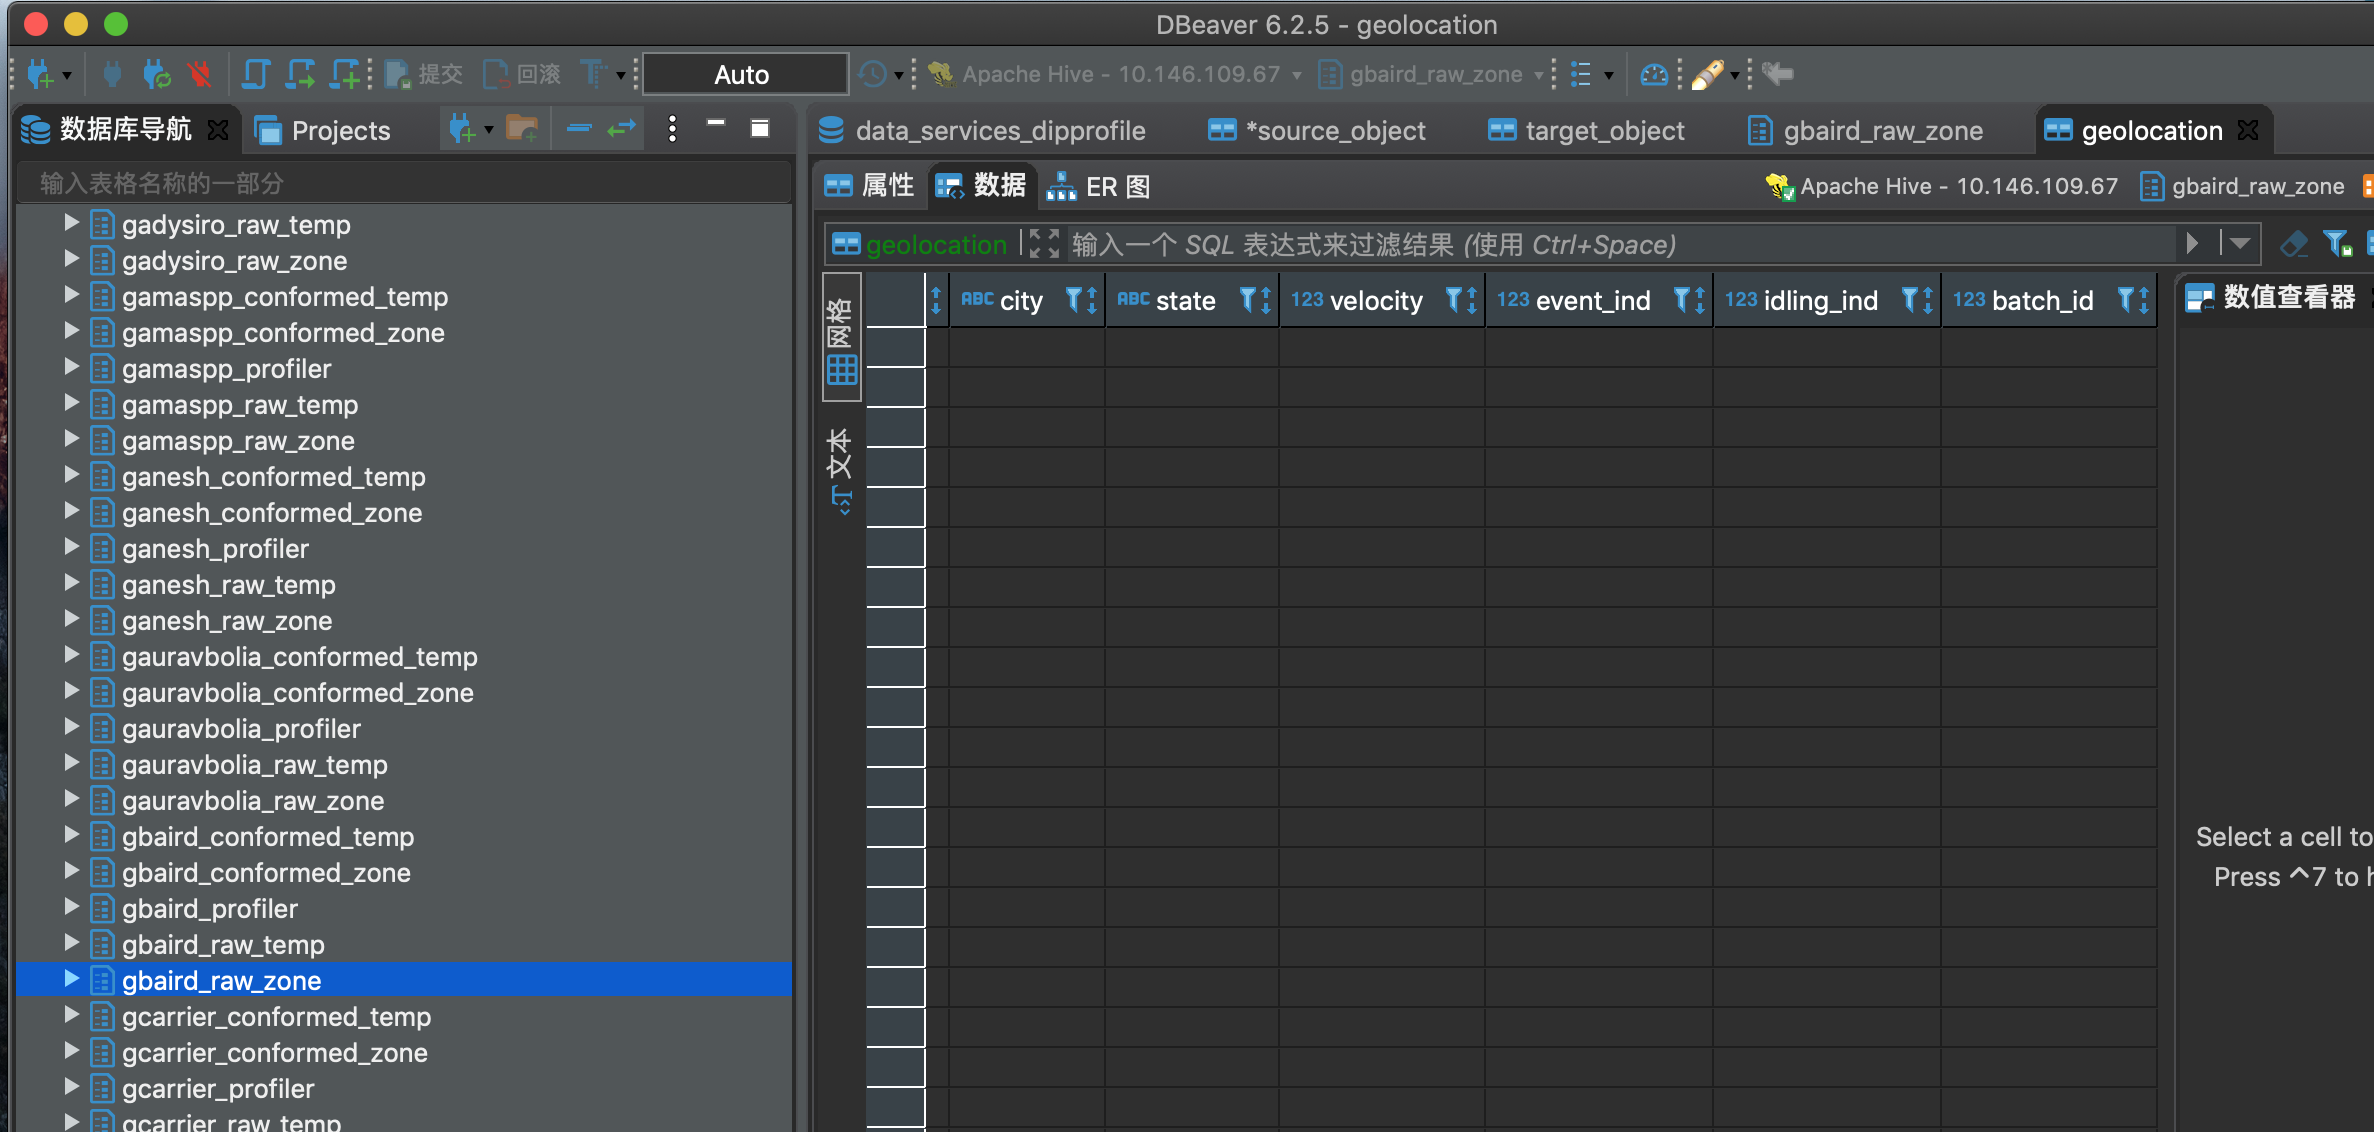 DBeaver 6.2.5 - geolocation
提交 回滚 Auto Apache Hive - 10.146.109.67 gbaird_raw_zone
数据库导航 Projects
data_services_dipprofile *source_object target_object gbaird_raw_zone geolocation
输入表格名称的一部分
属性 数据 ER 图 Apache Hive - 10.146.109.67 gbaird_raw_zone
geolocation 输入一个 SQL 表达式来过滤结果 (使用 Ctrl+Space)
网格
文本
ABC city ABC state 123 velocity 123 event_ind 123 idling_ind 123 batch_id
数值查看器
Select a cell to
Press ^7 to h
gadysiro_raw_temp
gadysiro_raw_zone
gamaspp_conformed_temp
gamaspp_conformed_zone
gamaspp_profiler
gamaspp_raw_temp
gamaspp_raw_zone
ganesh_conformed_temp
ganesh_conformed_zone
ganesh_profiler
ganesh_raw_temp
ganesh_raw_zone
gauravbolia_conformed_temp
gauravbolia_conformed_zone
gauravbolia_profiler
gauravbolia_raw_temp
gauravbolia_raw_zone
gbaird_conformed_temp
gbaird_conformed_zone
gbaird_profiler
gbaird_raw_temp
gbaird_raw_zone
gcarrier_conformed_temp
gcarrier_conformed_zone
gcarrier_profiler
gcarrier_raw_temp